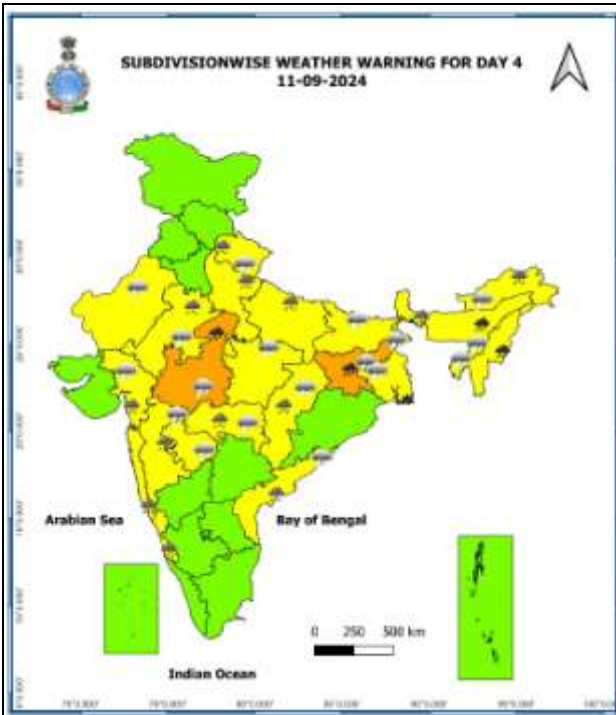 SUBDIVISIONWISE WEATHER WARNING FOR DAY 4
11-09-2024
Arabian Sea
Bay of Bengal
0 250 500 km
Indian Ocean